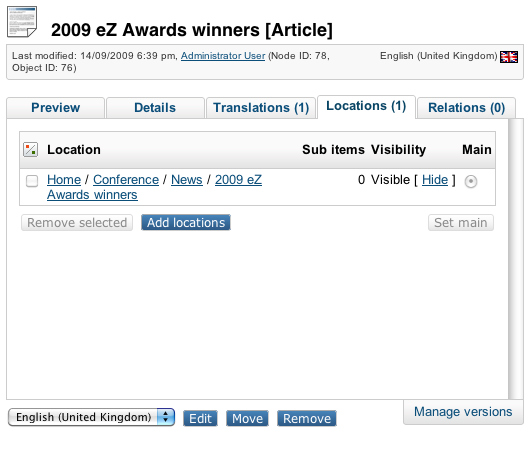 2009 eZ Awards winners [Article]
Last modified: 14/09/2009 6:39 pm, Administrator User (Node ID: 78, English (United Kingdom)
Object ID: 76)
Preview Details Translations (1) Locations (1) Relations (0)
Location Sub items Visibility Main
Home / Conference / News / 2009 eZ 0 Visible [ Hide ]
Awards winners
Remove selected Add locations Set main
English (United Kingdom) Edit Move Remove Manage versions